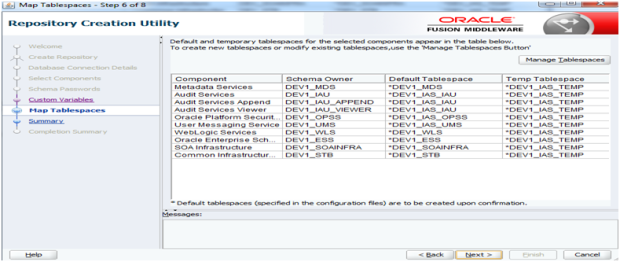 Map Tablespaces - Step 6 of 8
Repository Creation Utility
ORACLE
FUSION MIDDLEWARE
Welcome
Create Repository
Database Connection Details
Select Components
Schema Passwords
Custom Variables
Map Tablespaces
Summary
Completion Summary
Default and temporary tablespaces for the selected components appear in the table below.
To create new tablespaces or modify existing tablespaces,use the 'Manage Tablespaces Button'
Manage Tablespaces
Component Schema Owner Default Tablespace Temp Tablespace
Metadata Services DEV1_MDS *DEV1_MDS *DEV1_IAS_TEMP
Audit Services DEV1_IAU *DEV1_IAS_IAU *DEV1_IAS_TEMP
Audit Services Append DEV1_IAU_APPEND *DEV1_IAS_IAU *DEV1_IAS_TEMP
Audit Services Viewer DEV1_IAU_VIEWER *DEV1_IAS_IAU *DEV1_IAS_TEMP
Oracle Platform Securit... DEV1_OPSS *DEV1_IAS_OPSS *DEV1_IAS_TEMP
User Messaging Service DEV1_UMS *DEV1_IAS_UMS *DEV1_IAS_TEMP
WebLogic Services DEV1_WLS *DEV1_WLS *DEV1_IAS_TEMP
Oracle Enterprise Sch... DEV1_ESS *DEV1_ESS *DEV1_IAS_TEMP
SOA Infrastructure DEV1_SOAINFRA *DEV1_SOAINFRA *DEV1_IAS_TEMP
Common Infrastructur... DEV1_STB *DEV1_STB *DEV1_IAS_TEMP
* Default tablespaces (specified in the configuration files) are to be created upon confirmation.
Messages:
Help
< Back
Next >
Finish
Cancel